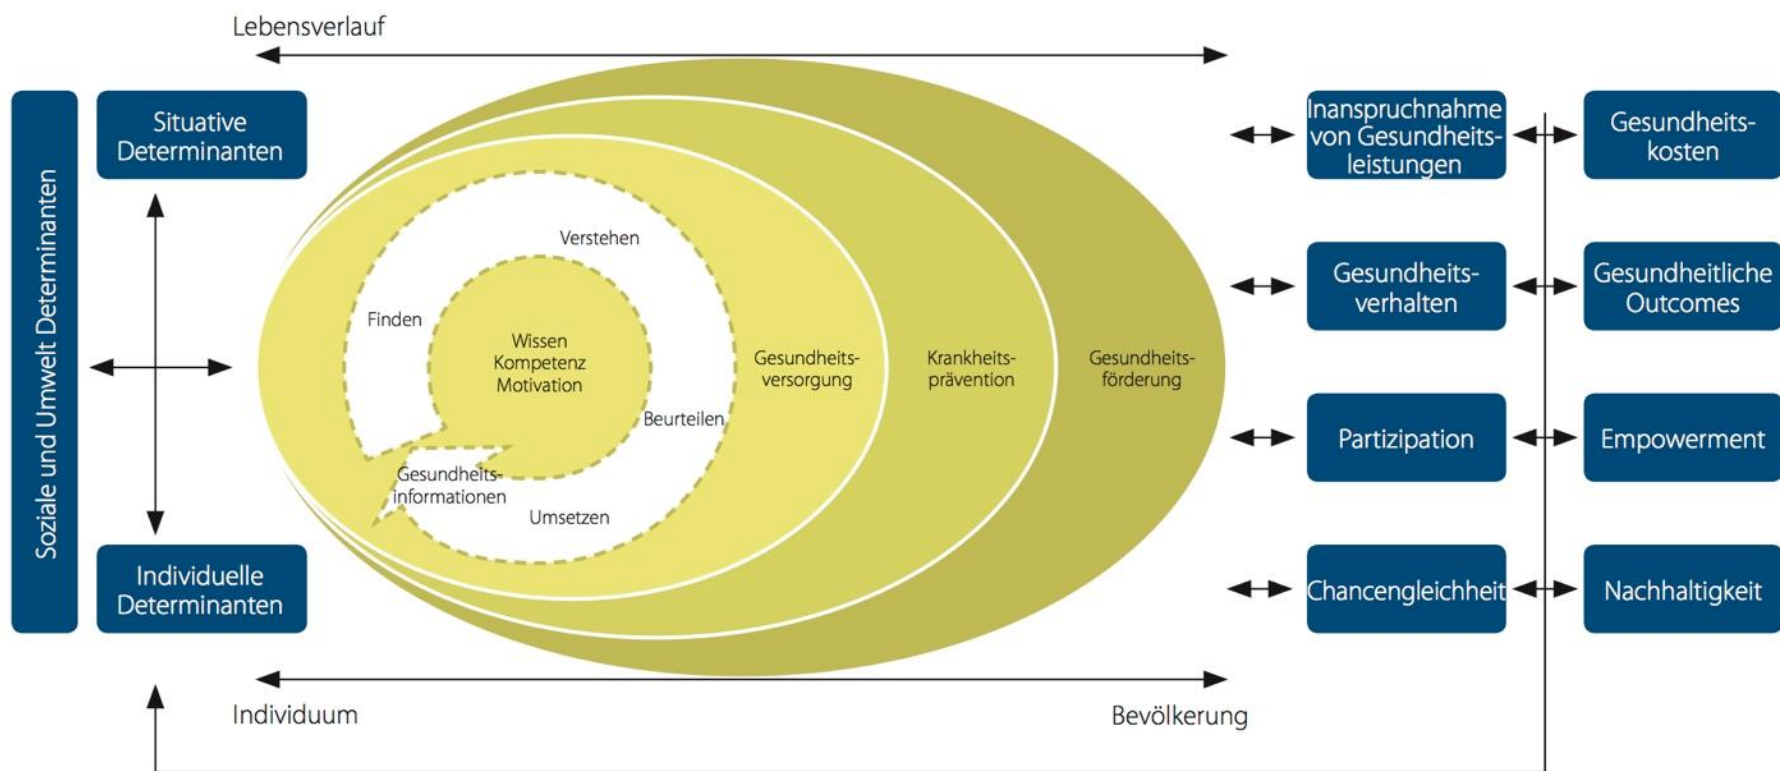 Lebensverlauf
Soziale und Umwelt Determinanten
Situative
Determinanten
Individuelle
Determinanten
Verstehen
Finden
Wissen
Kompetenz
Motivation
Beurteilen
Gesundheits-
informationen
Umsetzen
Gesundheits-
versorgung
Krankheits-
prävention
Gesundheits-
förderung
Inanspruchnahme
von Gesundheits-
leistungen
Gesundheits-
kosten
Gesundheits-
verhalten
Gesundheitliche
Outcomes
Partizipation
Empowerment
Chancengleichheit
Nachhaltigkeit
Individuum
Bevölkerung